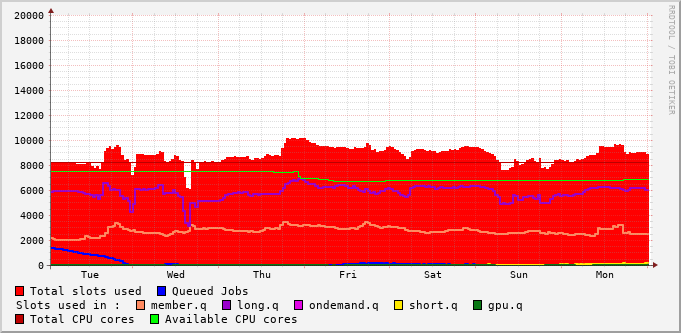 RRDTOOL / TOBI OETIKER
20000
18000
16000
14000
12000
10000
8000
6000
4000
2000
0
Tue Wed Thu Fri Sat Sun Mon
Total slots used Queued Jobs
Slots used in : member.q long.q ondemand.q short.q gpu.q
Total CPU cores Available CPU cores